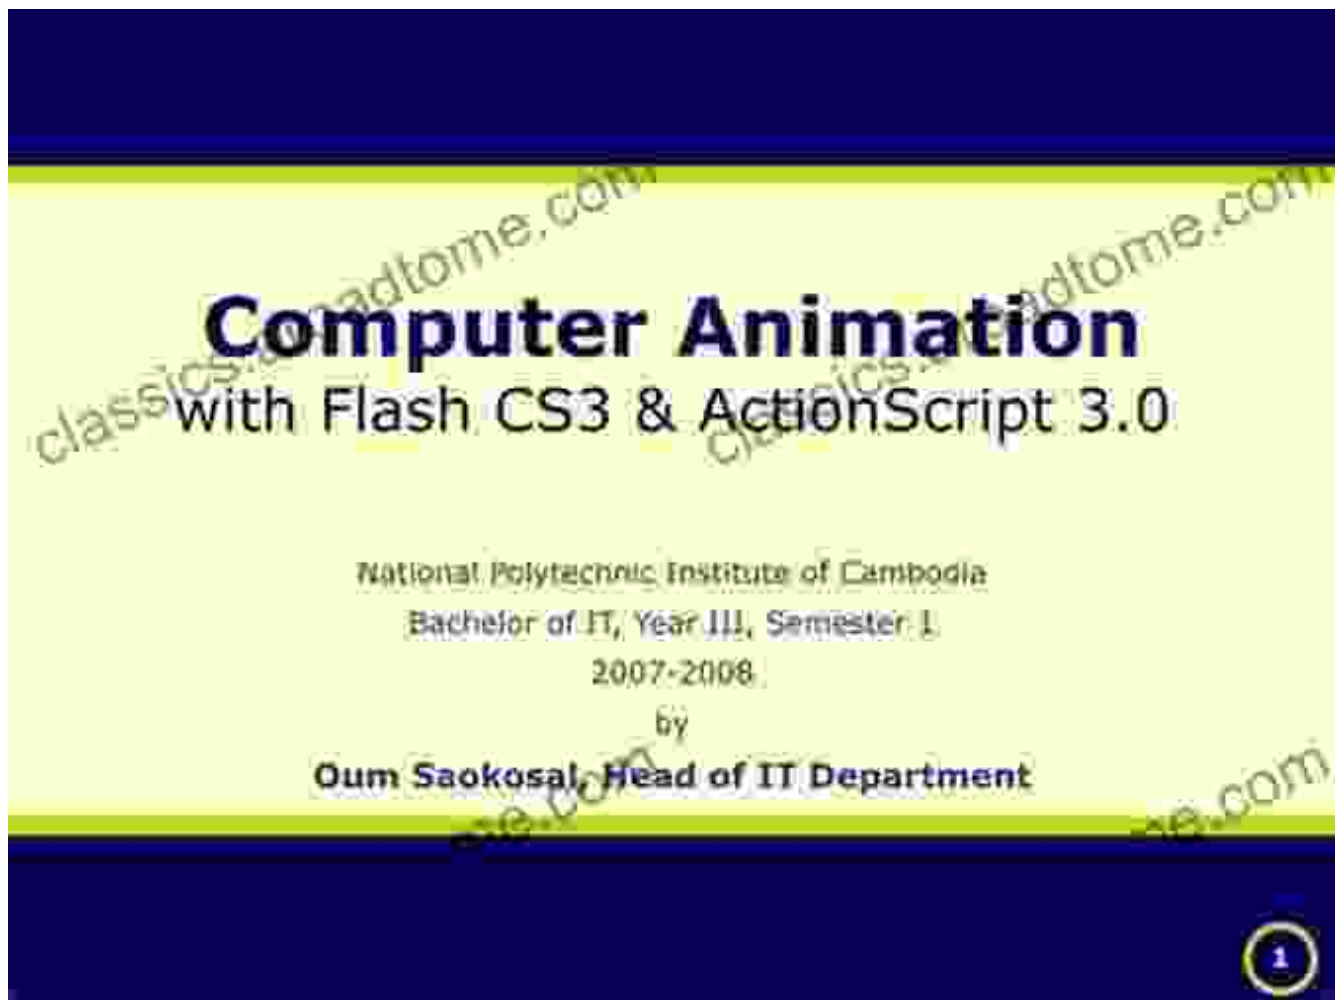 Computer Animation
with Flash CS3 & ActionScript 3.0
National Polytechnic Institute of Cambodia
Bachelor of IT, Year III, Semester I
2007-2008
by
Oum Saokosal, Head of IT Department
1